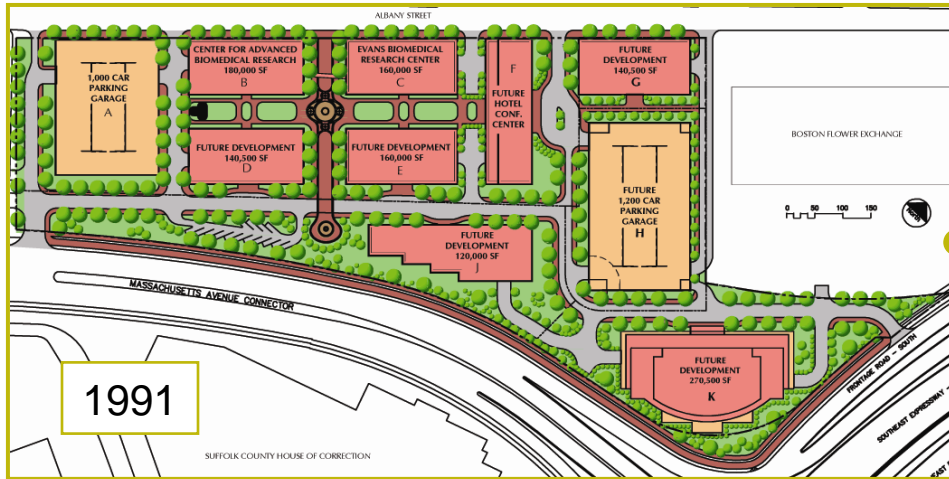 ALBANY STREET
1,000 CAR
PARKING
GARAGE
A
CENTER FOR ADVANCED
BIOMEDICAL RESEARCH
180,000 SF
B
EVANS BIOMEDICAL
RESEARCH CENTER
160,000 SF
C
F
FUTURE
HOTEL
CONF.
CENTER
FUTURE
DEVELOPMENT
140,500 SF
G
BOSTON FLOWER EXCHANGE
FUTURE DEVELOPMENT
140,500 SF
D
FUTURE DEVELOPMENT
160,000 SF
E
FUTURE
1,200 CAR
PARKING
GARAGE
H
0 50 100 150
NORTH
FUTURE
DEVELOPMENT
120,000 SF
J
MASSACHUSETTS AVENUE CONNECTOR
FUTURE
DEVELOPMENT
270,500 SF
K
FRONTAGE ROAD - SOUTH
SOUTHEAST EXPRESSWAY -
1991
SUFFOLK COUNTY HOUSE OF CORRECTION